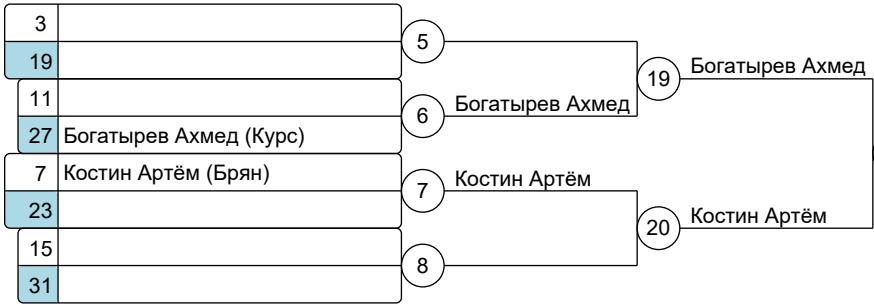 3
5
19
19 Богатырев Ахмед
11
6 Богатырев Ахмед
27 Богатырев Ахмед (Курс)
7 Костин Артём (Брян)
7 Костин Артём
23
20 Костин Артём
15
8
31